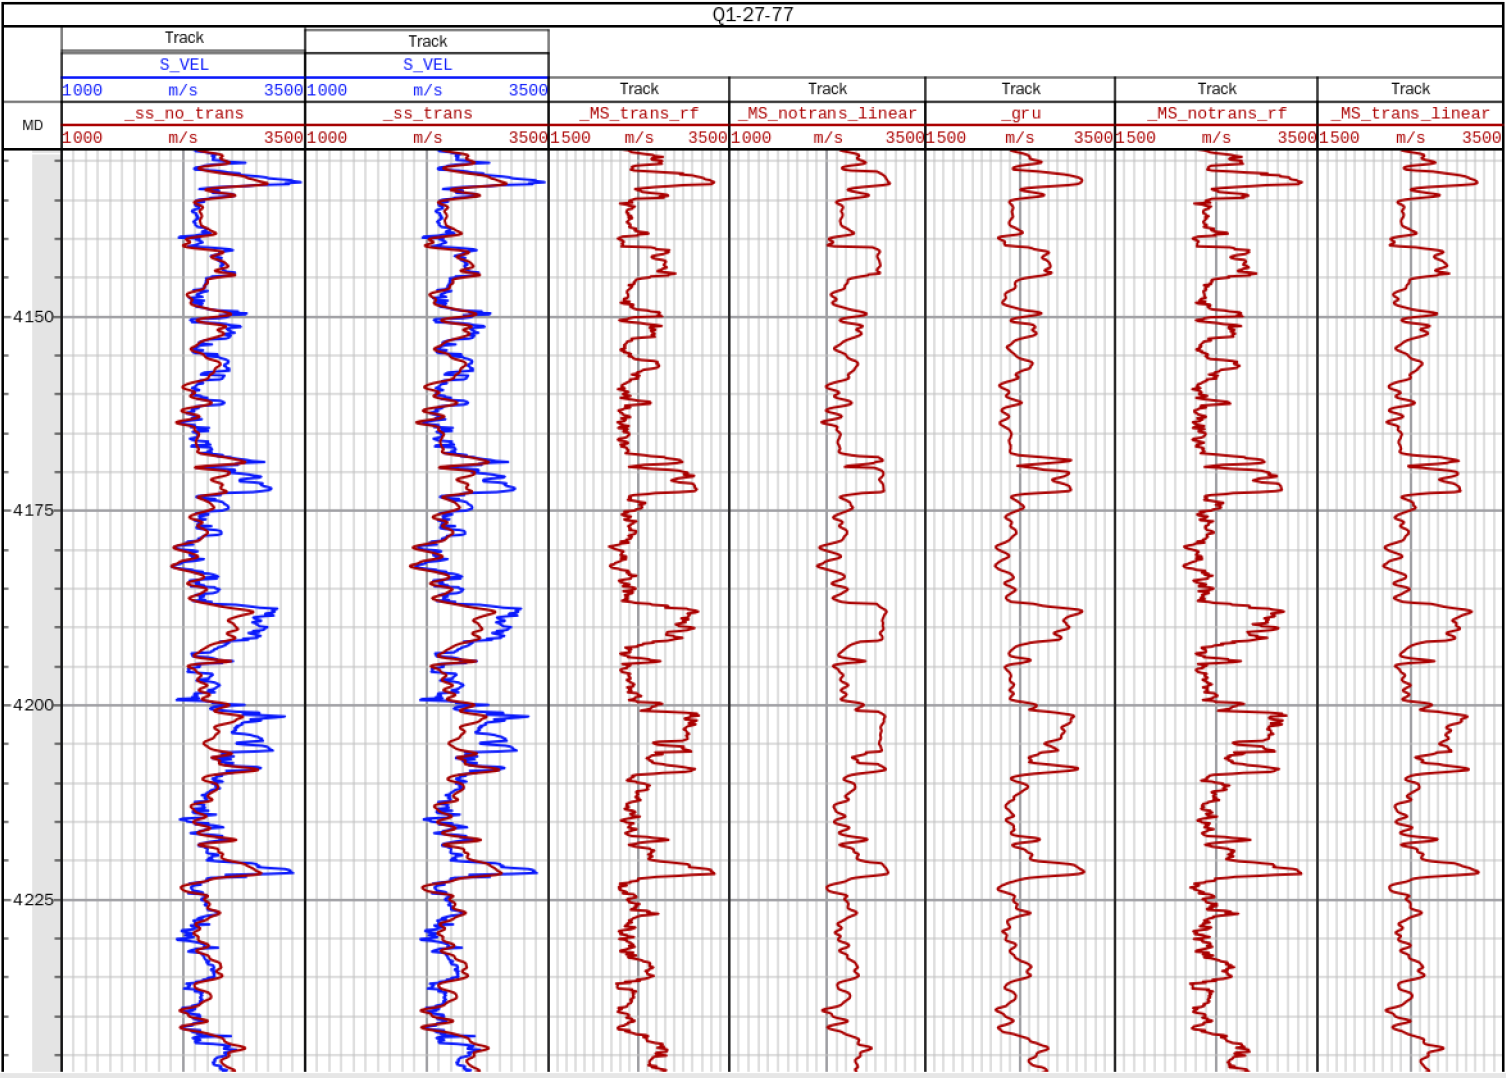 Q1-27-77
Track Track
S_VEL S_VEL
1000 m/s 3500 1000 m/s 3500 Track Track Track Track Track
MD _ss_no_trans _ss_trans _MS_trans_rf _MS_notrans_linear _gru _MS_notrans_rf _MS_trans_linear
1000 m/s 3500 1000 m/s 3500 1500 m/s 3500 1000 m/s 3500 1500 m/s 3500 1500 m/s 3500 1500 m/s 3500
4150
4175
4200
4225